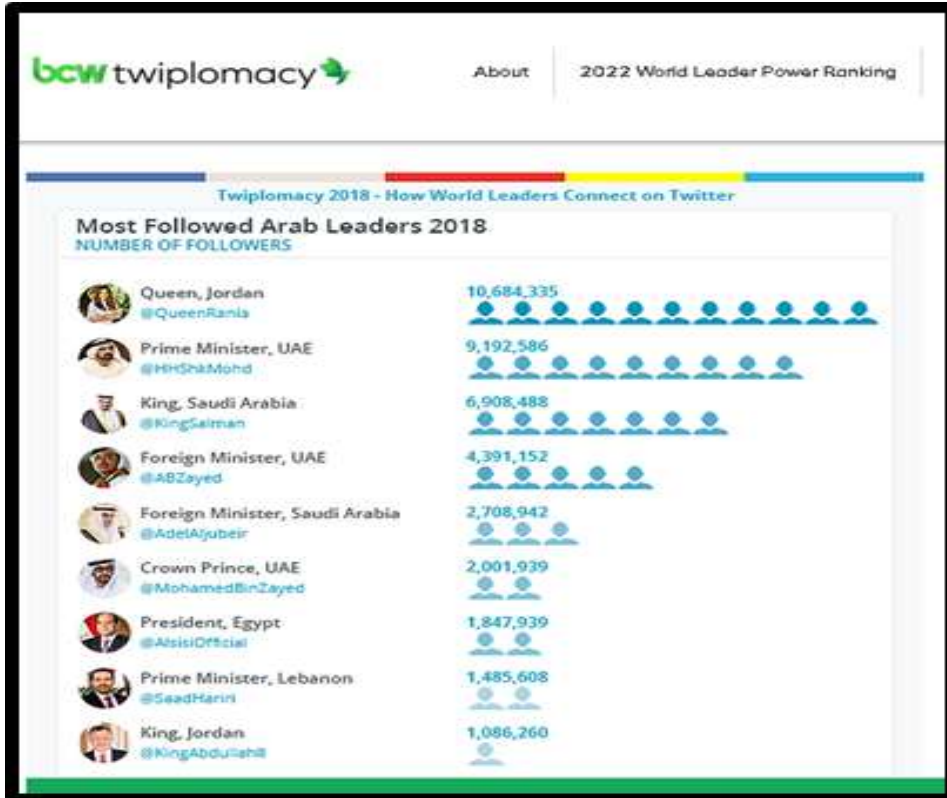 bcw twiplomacy
About
2022 World Leader Power Ranking
Twiplomacy 2018 - How World Leaders Connect on Twitter
Most Followed Arab Leaders 2018
NUMBER OF FOLLOWERS
Queen, Jordan
10,684,335
@QueenRania
Prime Minister, UAE
9,192,586
@HHShkMohd
King, Saudi Arabia
6,908,488
@KingSalman
Foreign Minister, UAE
4,391,152
@ABZayed
Foreign Minister, Saudi Arabia
2,708,942
@AdelAljubeir
Crown Prince, UAE
2,001,939
@MohamedBinZayed
President, Egypt
1,847,939
@AlsisiOfficial
Prime Minister, Lebanon
1,485,608
@SaadHariri
King, Jordan
1,086,260
@KingAbdullahII